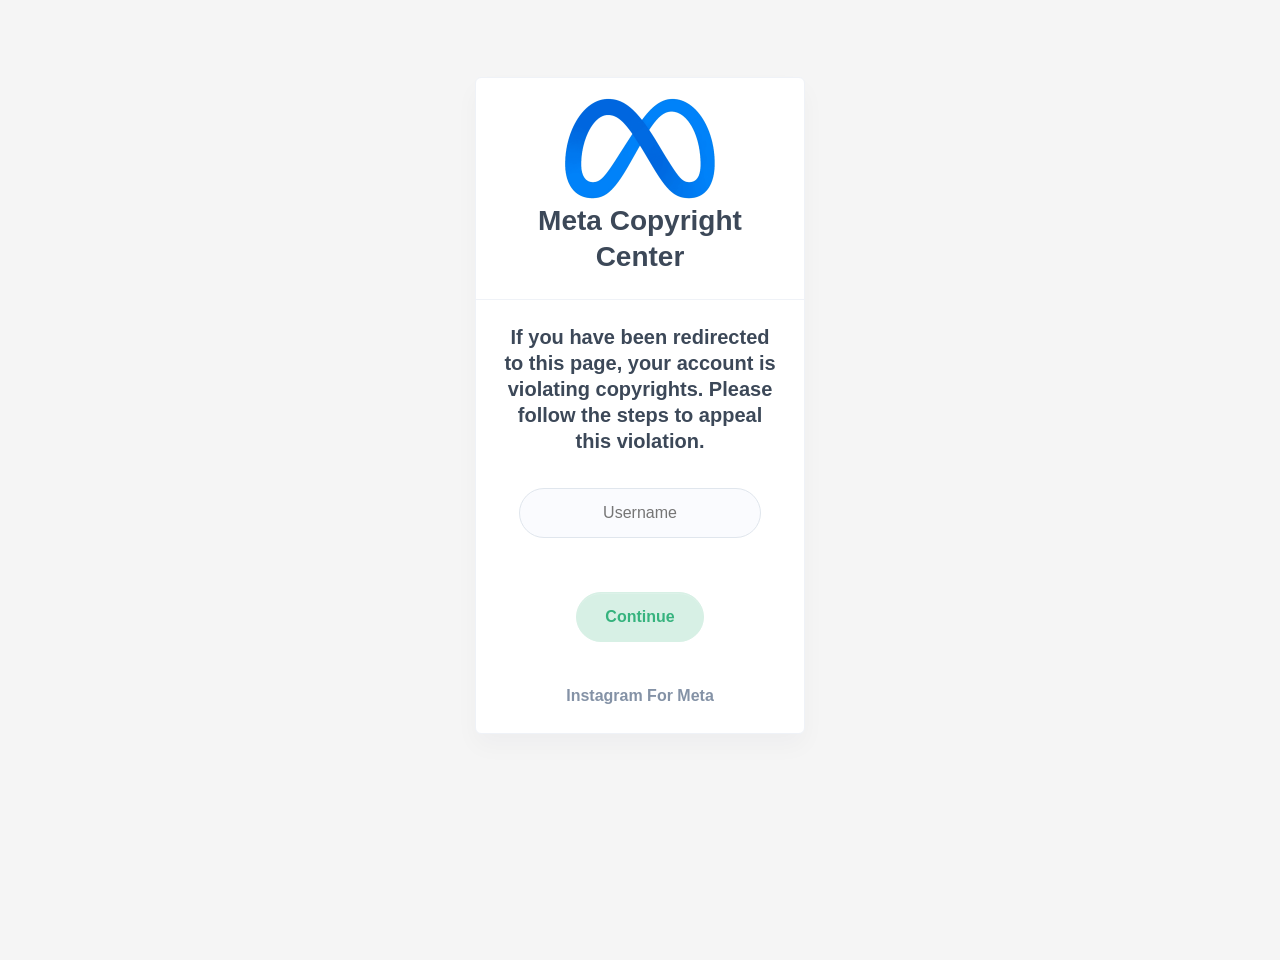 Meta Copyright
Center
If you have been redirected
to this page, your account is
violating copyrights. Please
follow the steps to appeal
this violation.
Username
Continue
Instagram For Meta